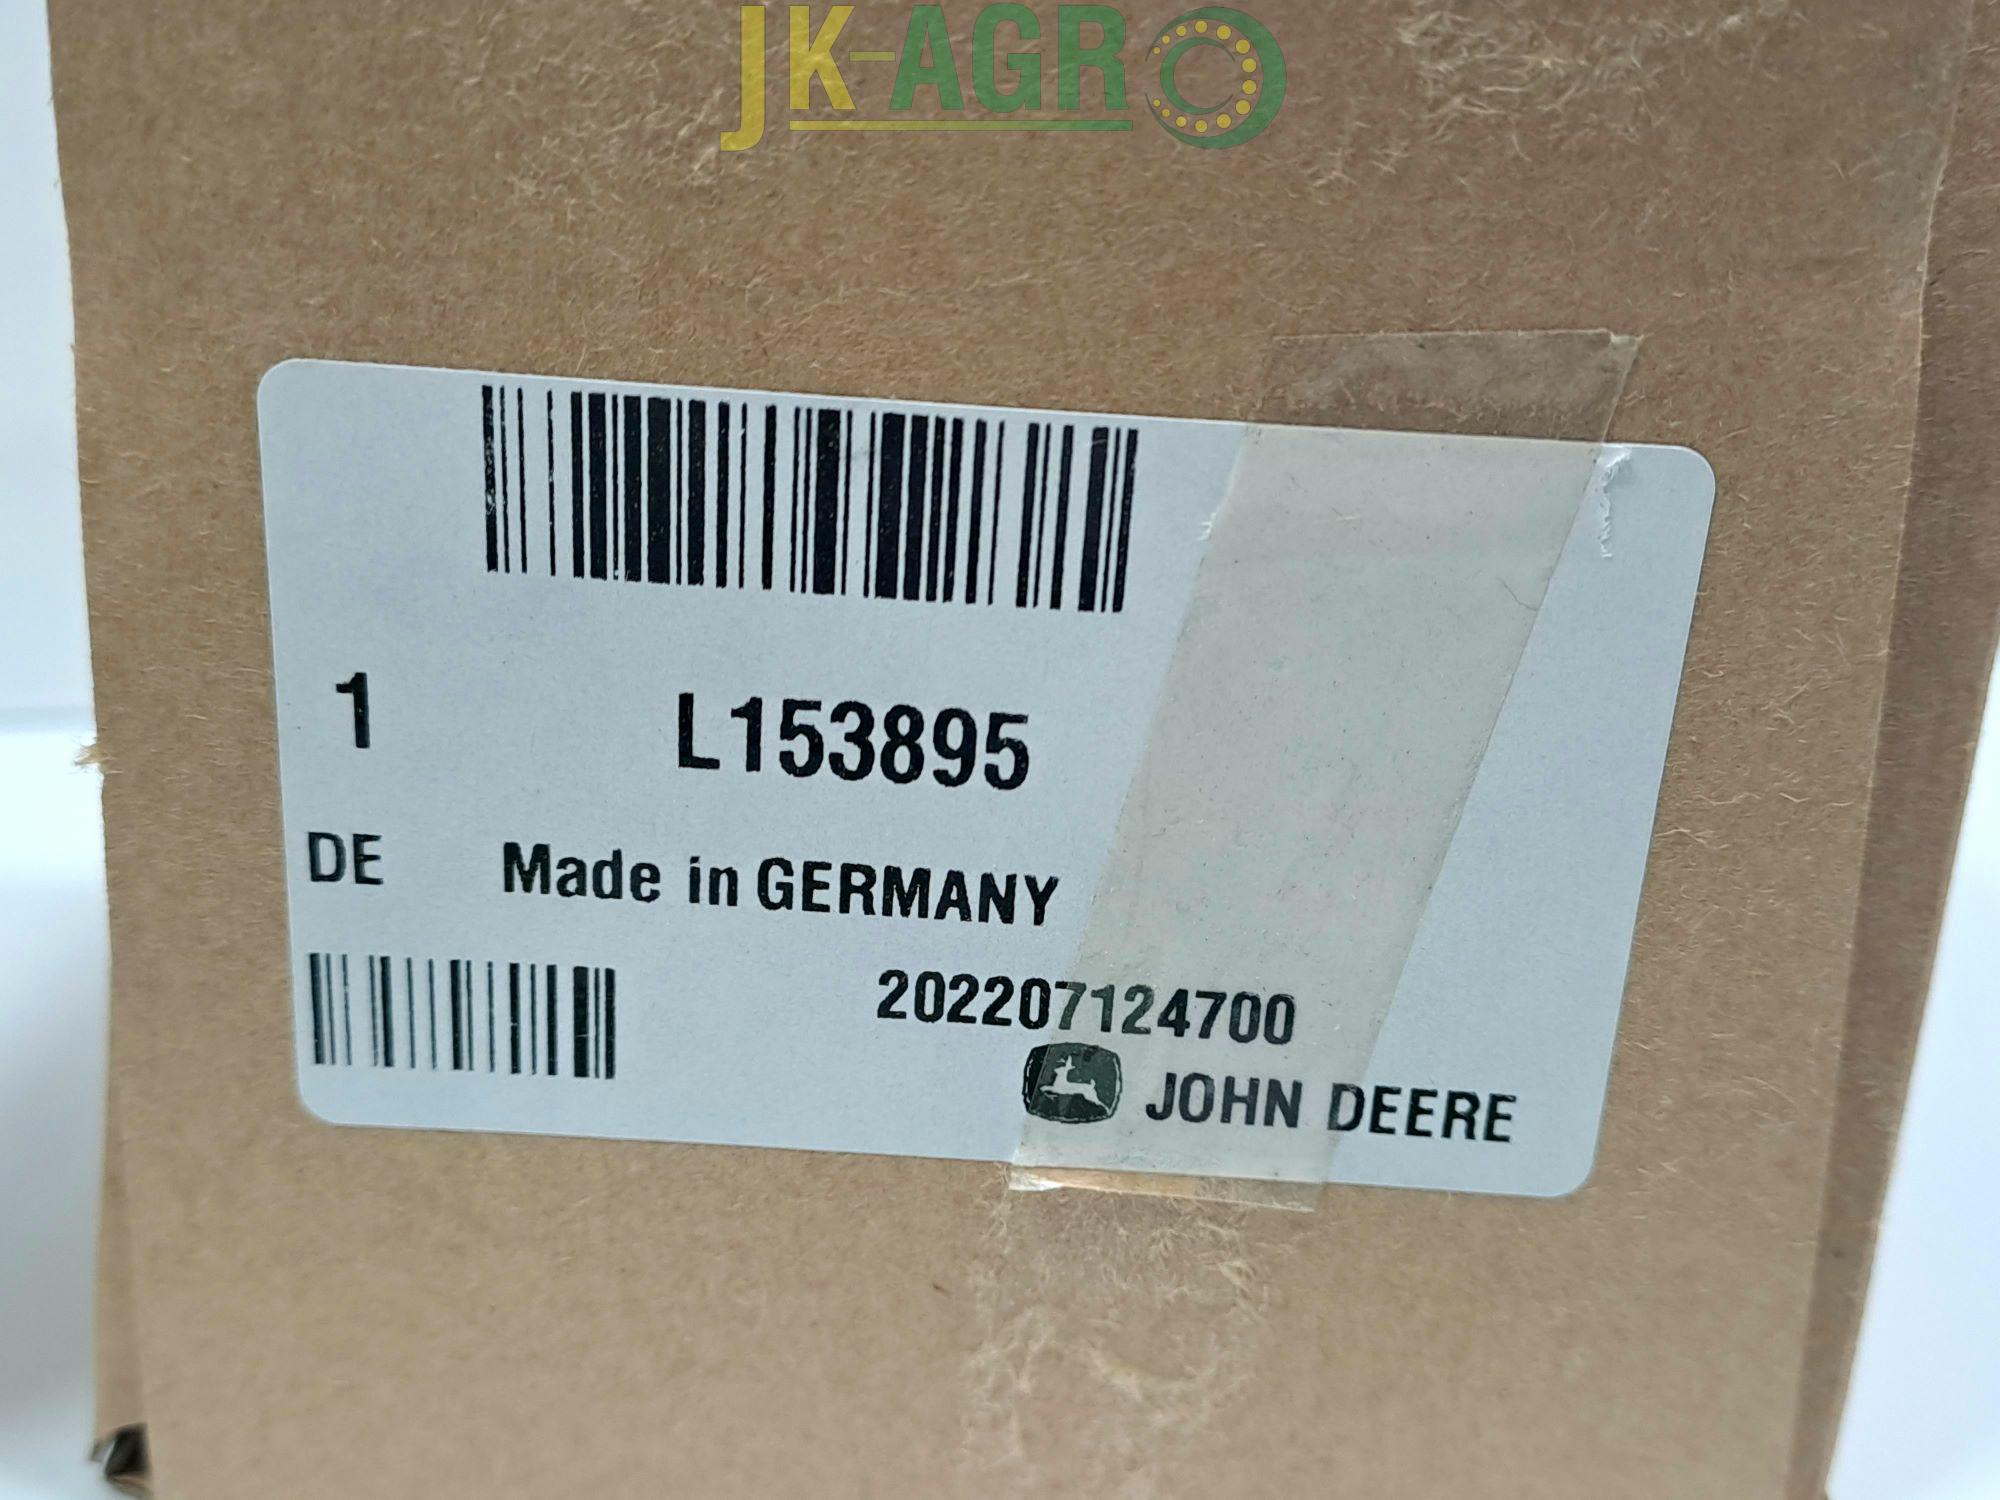 JK-AGRO
1 L153895
DE Made in GERMANY
202207124700
JOHN DEERE